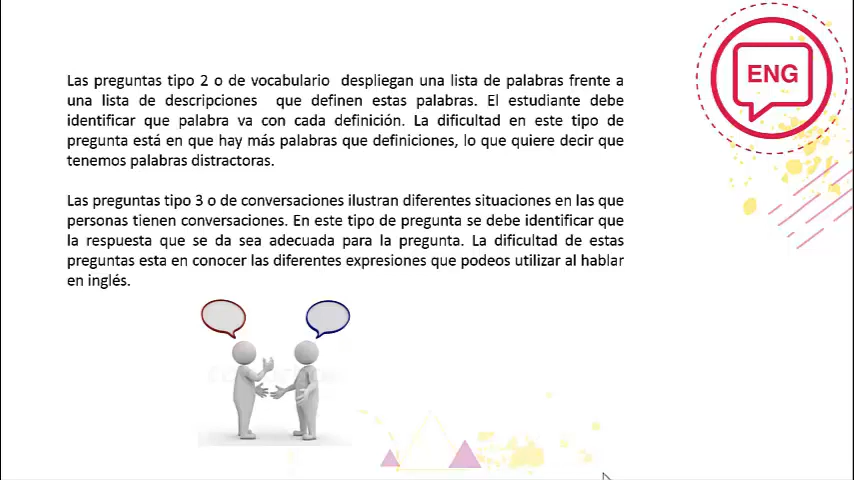 ENG
Las preguntas tipo 2 o de vocabulario despliegan una lista de palabras frente a
una lista de descripciones que definen estas palabras. El estudiante debe
identificar que palabra va con cada definición. La dificultad en este tipo de
pregunta está en que hay más palabras que definiciones, lo que quiere decir que
tenemos palabras distractoras.
Las preguntas tipo 3 o de conversaciones ilustran diferentes situaciones en las que
personas tienen conversaciones. En este tipo de pregunta se debe identificar que
la respuesta que se da sea adecuada para la pregunta. La dificultad de estas
preguntas esta en conocer las diferentes expresiones que podeos utilizar al hablar
en inglés.